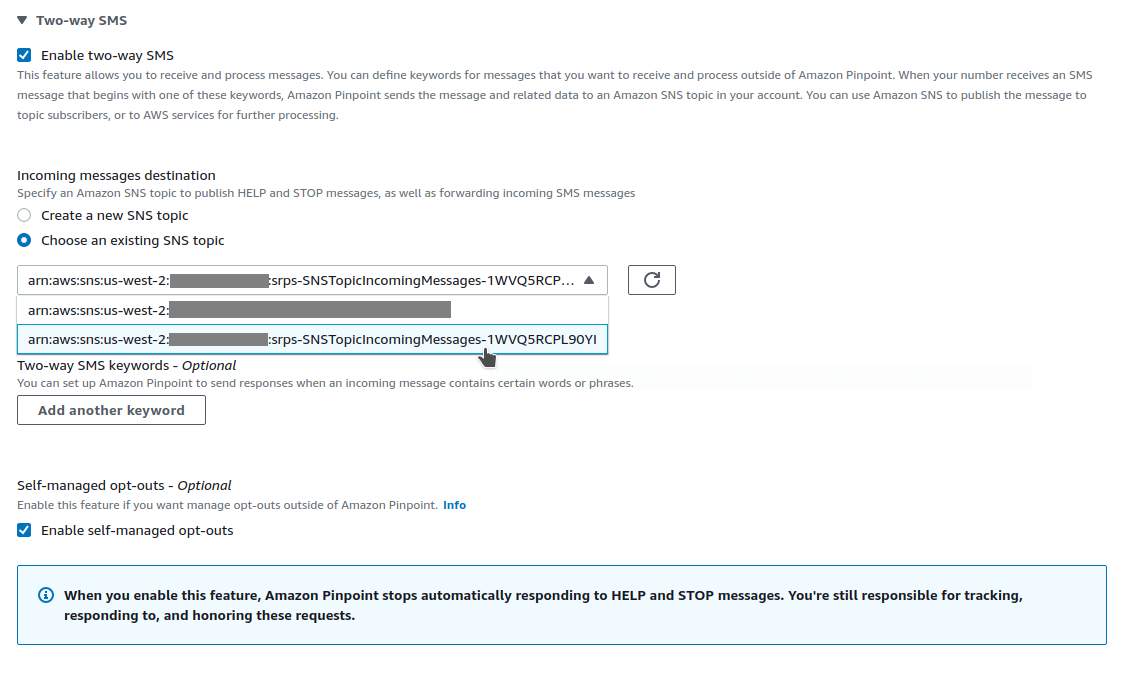 Two-way SMS
Enable two-way SMS
This feature allows you to receive and process messages. You can define keywords for messages that you want to receive and process outside of Amazon Pinpoint. When your number receives an SMS
message that begins with one of these keywords, Amazon Pinpoint sends the message and related data to an Amazon SNS topic in your account. You can use Amazon SNS to publish the message to
topic subscribers, or to AWS services for further processing.
Incoming messages destination
Specify an Amazon SNS topic to publish HELP and STOP messages, as well as forwarding incoming SMS messages
Create a new SNS topic
Choose an existing SNS topic
arn:aws:sns:us-west-2: :srps-SNSTopicIncomingMessages-1WVQ5RCP...
arn:aws:sns:us-west-2:
arn:aws:sns:us-west-2: :srps-SNSTopicIncomingMessages-1WVQ5RCPL90YI
Two-way SMS keywords - Optional
You can set up Amazon Pinpoint to send responses when an incoming message contains certain words or phrases.
Add another keyword
Self-managed opt-outs - Optional
Enable this feature if you want manage opt-outs outside of Amazon Pinpoint. Info
Enable self-managed opt-outs
When you enable this feature, Amazon Pinpoint stops automatically responding to HELP and STOP messages. You're still responsible for tracking,
responding to, and honoring these requests.